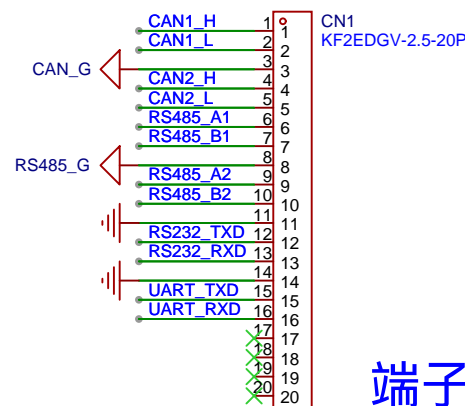 CAN1_H 1 1 CN1
CAN1_L 2 2 KF2EDGV-2.5-20P
CAN_G 3 3
CAN2_H 4 4
CAN2_L 5 5
RS485_A1 6 6
RS485_B1 7 7
RS485_G 8 8
RS485_A2 9 9
RS485_B2 10 10
11 11
RS232_TXD 12 12
RS232_RXD 13 13
14 14
UART_TXD 15 15
UART_RXD 16 16
17 17
18 18
19 19
20 20
端子